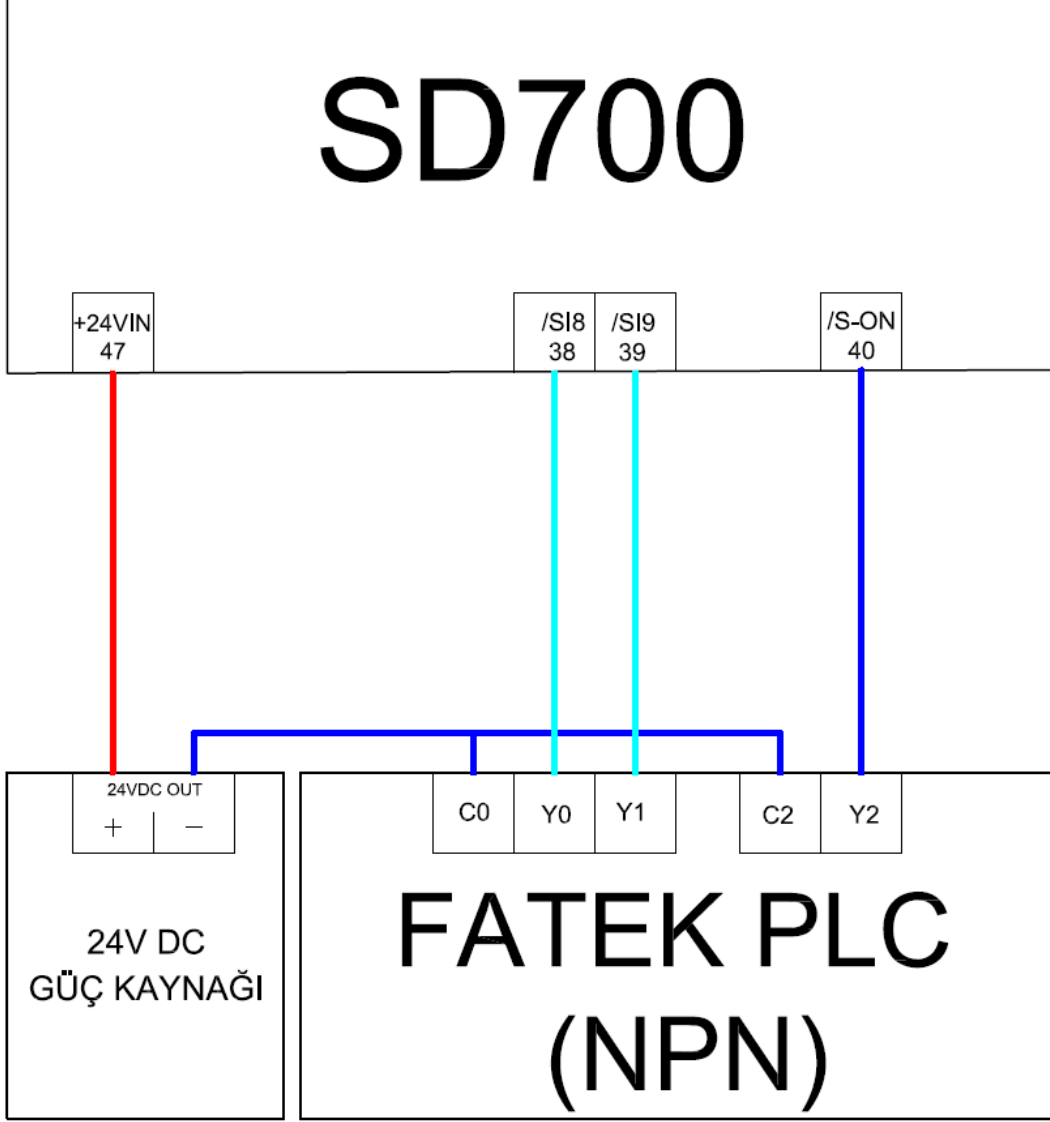 SD700
+24VIN
47
/SI8
38
/SI9
39
/S-ON
40
24VDC OUT
+
−
24V DC
GÜÇ KAYNAĞI
C0
Y0
Y1
C2
Y2
FATEK PLC
(NPN)